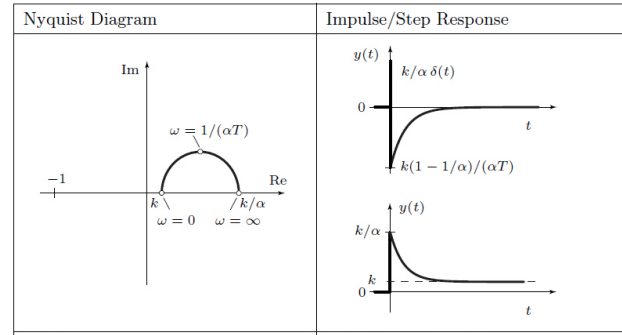 Nyquist Diagram
Impulse/Step Response
Im
ω = 1/(αT)
−1
Re
k
k/α
ω = 0
ω = ∞
y(t)
k/α δ(t)
0
t
k(1 − 1/α)/(αT)
y(t)
k/α
k
0
t